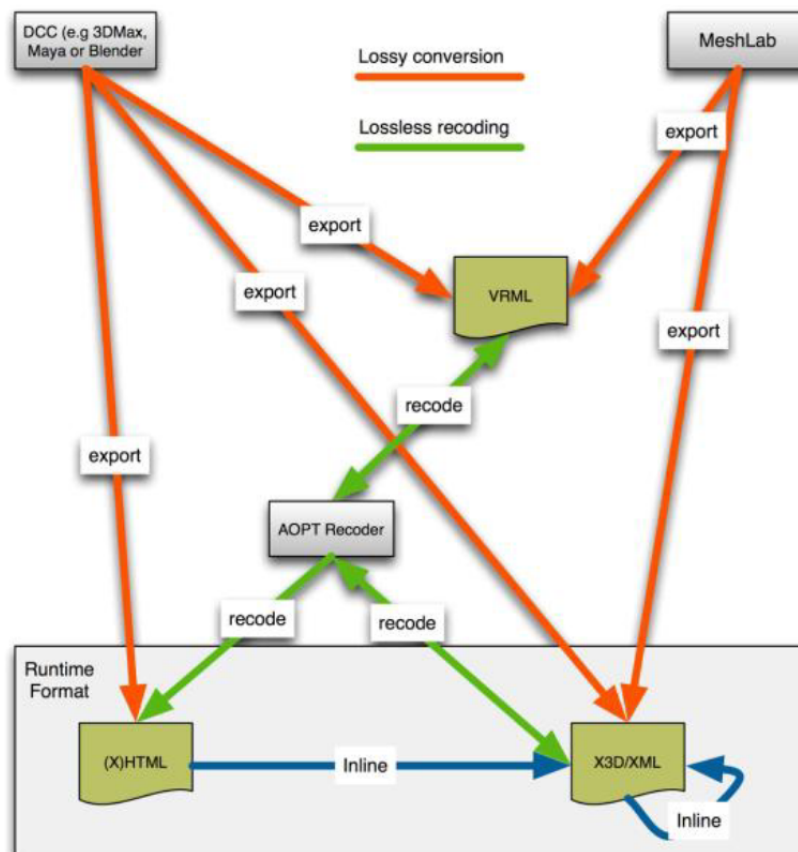 DCC (e.g 3DMax,
Maya or Blender
MeshLab
Lossy conversion
Lossless recoding
export
export
export
export
export
VRML
recode
AOPT Recoder
recode
recode
Runtime
Format
(X)HTML
Inline
X3D/XML
Inline